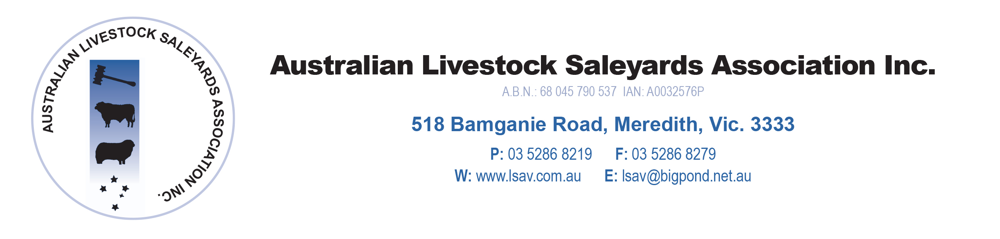 AUSTRALIAN LIVESTOCK SALEYARDS ASSOCIATION INC.
Australian Livestock Saleyards Association Inc.
A.B.N.: 68 045 790 537 IAN: A0032576P
518 Bamganie Road, Meredith, Vic. 3333
P: 03 5286 8219 F: 03 5286 8279
W: www.lsav.com.au E: lsav@bigpond.net.au